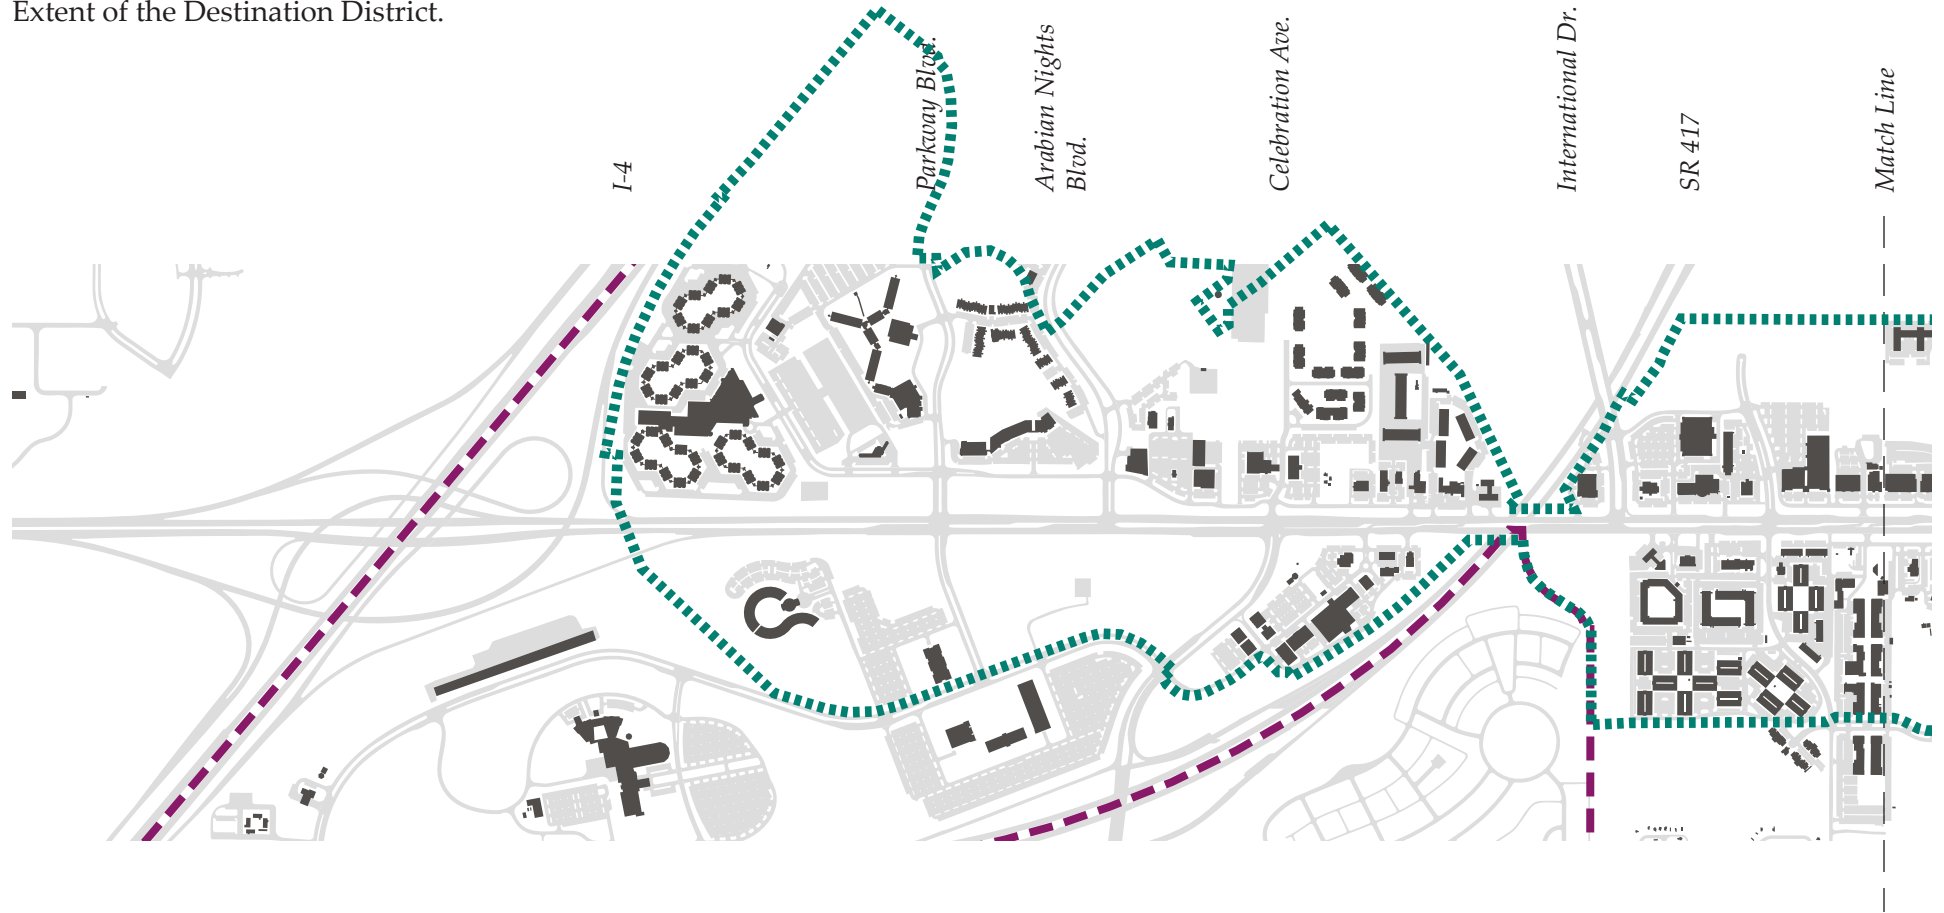 Extent of the Destination District.
I-4
Parkway Blvd.
Arabian Nights
Blvd.
Celebration Ave.
International Dr.
SR 417
Match Line